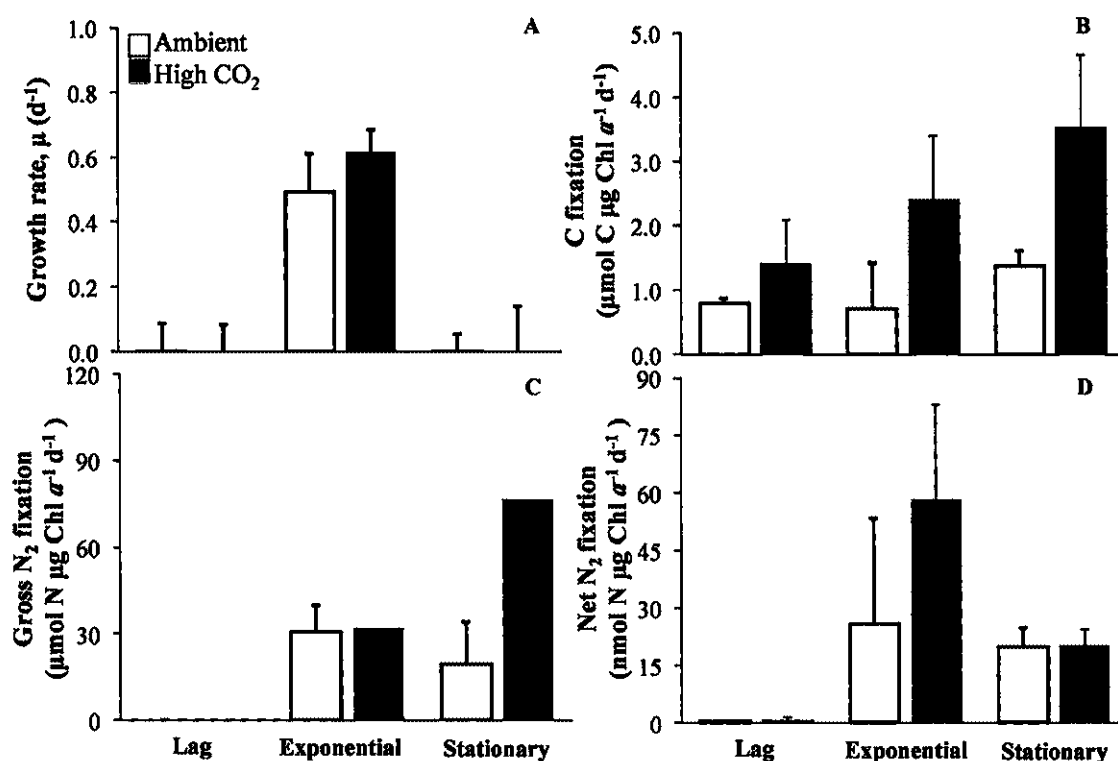 A
Ambient
High CO₂
Growth rate, µ (d⁻¹)
1.0
0.8
0.6
0.4
0.2
0.0
B
C fixation
(µmol C µg Chl a⁻¹ d⁻¹)
5.0
4.0
3.0
2.0
1.0
0.0
C
Gross N₂ fixation
(µmol N µg Chl a⁻¹ d⁻¹)
120
90
60
30
0
Lag Exponential Stationary
D
Net N₂ fixation
(nmol N µg Chl a⁻¹ d⁻¹)
90
75
60
45
30
15
0
Lag Exponential Stationary